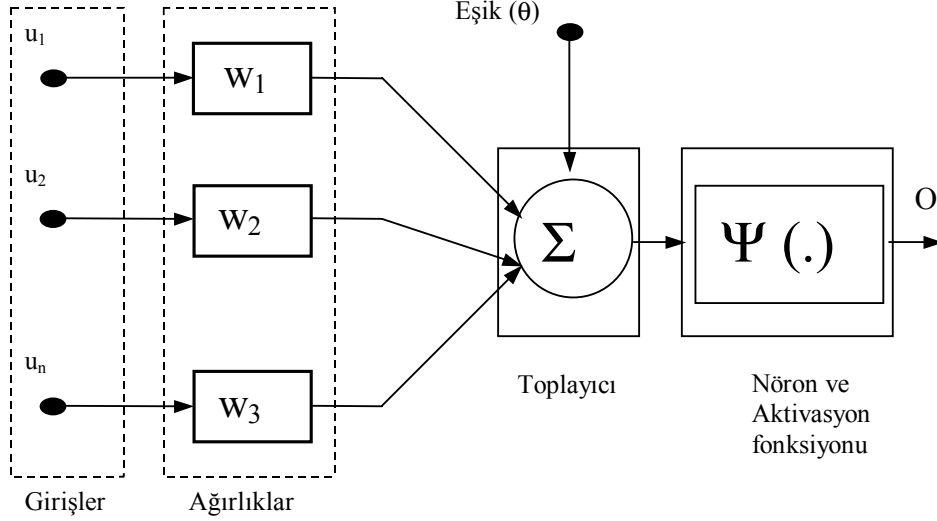 Eşik (θ)
u1
W1
u2
W2
Σ
Ψ (.)
O
un
W3
Toplayıcı
Nöron ve
Aktivasyon
fonksiyonu
Girişler
Ağırlıklar